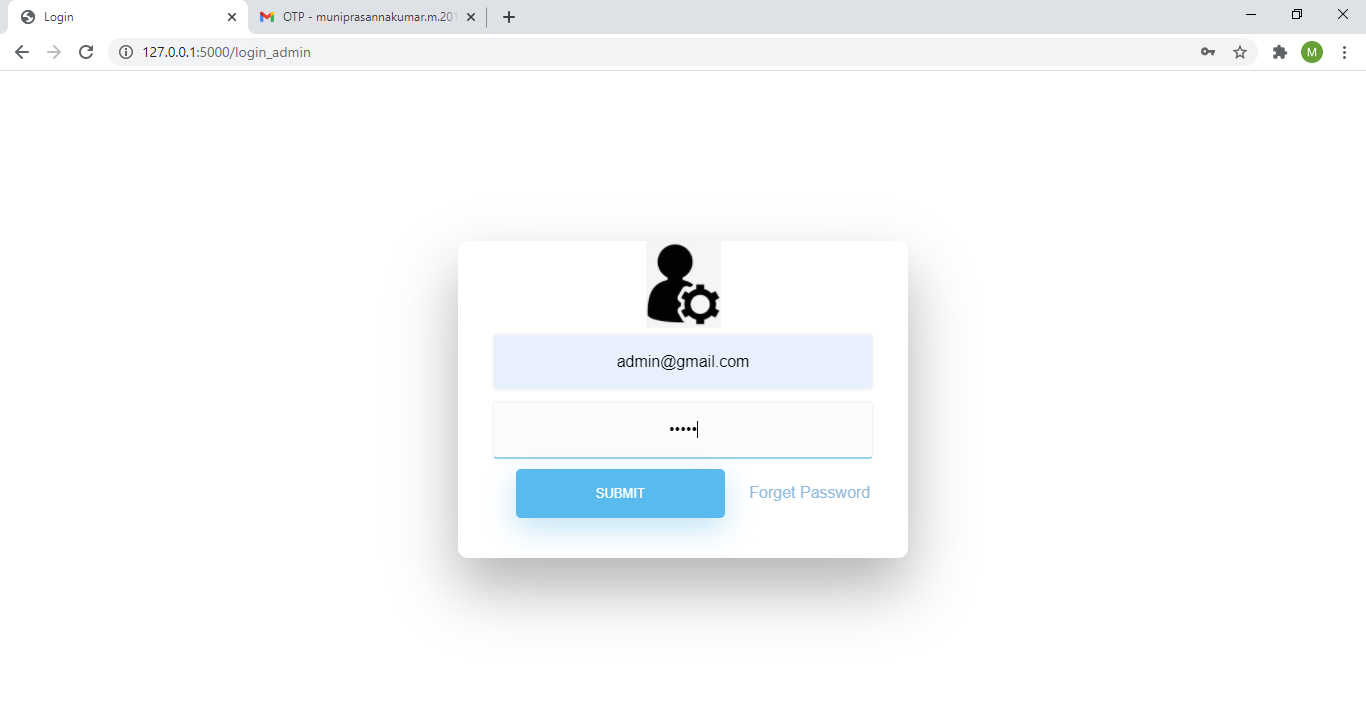 Login
OTP - muniprasannakumar.m.201
127.0.0.1:5000/login_admin
M
admin@gmail.com
•••••
SUBMIT
Forget Password